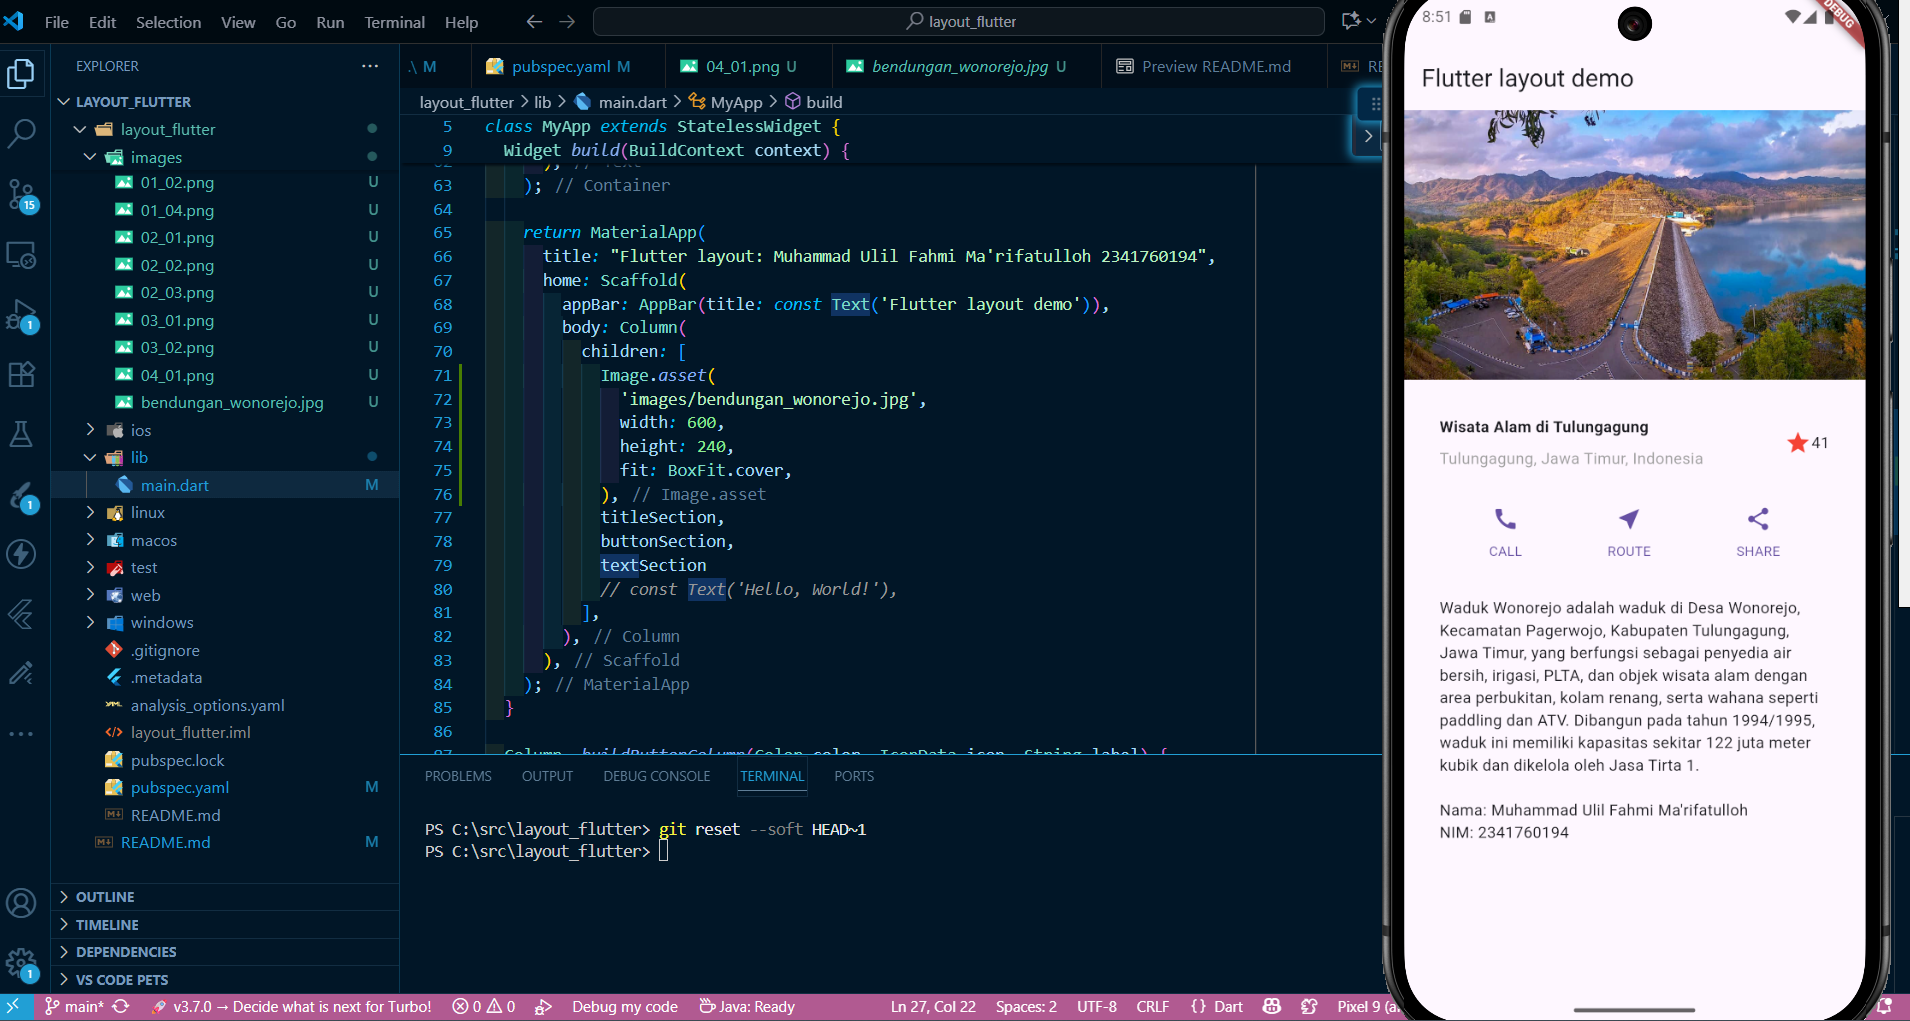 File Edit Selection View Go Run Terminal Help
layout_flutter
EXPLORER
LAYOUT_FLUTTER
layout_flutter
images
01_02.png U
01_04.png U
02_01.png U
02_02.png U
02_03.png U
03_01.png U
03_02.png U
04_01.png U
bendungan_wonorejo.jpg U
ios
lib
main.dart M
linux
macos
test
web
windows
.gitignore
.metadata
analysis_options.yaml
layout_flutter.iml
pubspec.lock
pubspec.yaml M
README.md
README.md M
OUTLINE
TIMELINE
DEPENDENCIES
VS CODE PETS
15
1
1
1
.\ M
pubspec.yaml M
04_01.png U
bendungan_wonorejo.jpg U
Preview README.md
layout_flutter > lib > main.dart > MyApp > build
5 class MyApp extends StatelessWidget {
9 Widget build(BuildContext context) {
63 ); // Container
64
65 return MaterialApp(
66 title: "Flutter layout: Muhammad Ulil Fahmi Ma'rifatulloh 2341760194",
67 home: Scaffold(
68 appBar: AppBar(title: const Text('Flutter layout demo')),
69 body: Column(
70 children: [
71 Image.asset(
72 'images/bendungan_wonorejo.jpg',
73 width: 600,
74 height: 240,
75 fit: BoxFit.cover,
76 ), // Image.asset
77 titleSection,
78 buttonSection,
79 textSection
80 // const Text('Hello, World!'),
81 ],
82 ), // Column
83 ), // Scaffold
84 ); // MaterialApp
85 }
86
PROBLEMS OUTPUT DEBUG CONSOLE TERMINAL PORTS
PS C:\src\layout_flutter> git reset --soft HEAD~1
PS C:\src\layout_flutter>
main* v3.7.0 → Decide what is next for Turbo! 0 0 Debug my code Java: Ready Ln 27, Col 22 Spaces: 2 UTF-8 CRLF {} Dart Pixel 9 (a
8:51
DEBUG
Flutter layout demo
Wisata Alam di Tulungagung
Tulungagung, Jawa Timur, Indonesia
41
CALL ROUTE SHARE
Waduk Wonorejo adalah waduk di Desa Wonorejo,
Kecamatan Pagerwojo, Kabupaten Tulungagung,
Jawa Timur, yang berfungsi sebagai penyedia air
bersih, irigasi, PLTA, dan objek wisata alam dengan
area perbukitan, kolam renang, serta wahana seperti
paddling dan ATV. Dibangun pada tahun 1994/1995,
waduk ini memiliki kapasitas sekitar 122 juta meter
kubik dan dikelola oleh Jasa Tirta 1.
Nama: Muhammad Ulil Fahmi Ma'rifatulloh
NIM: 2341760194